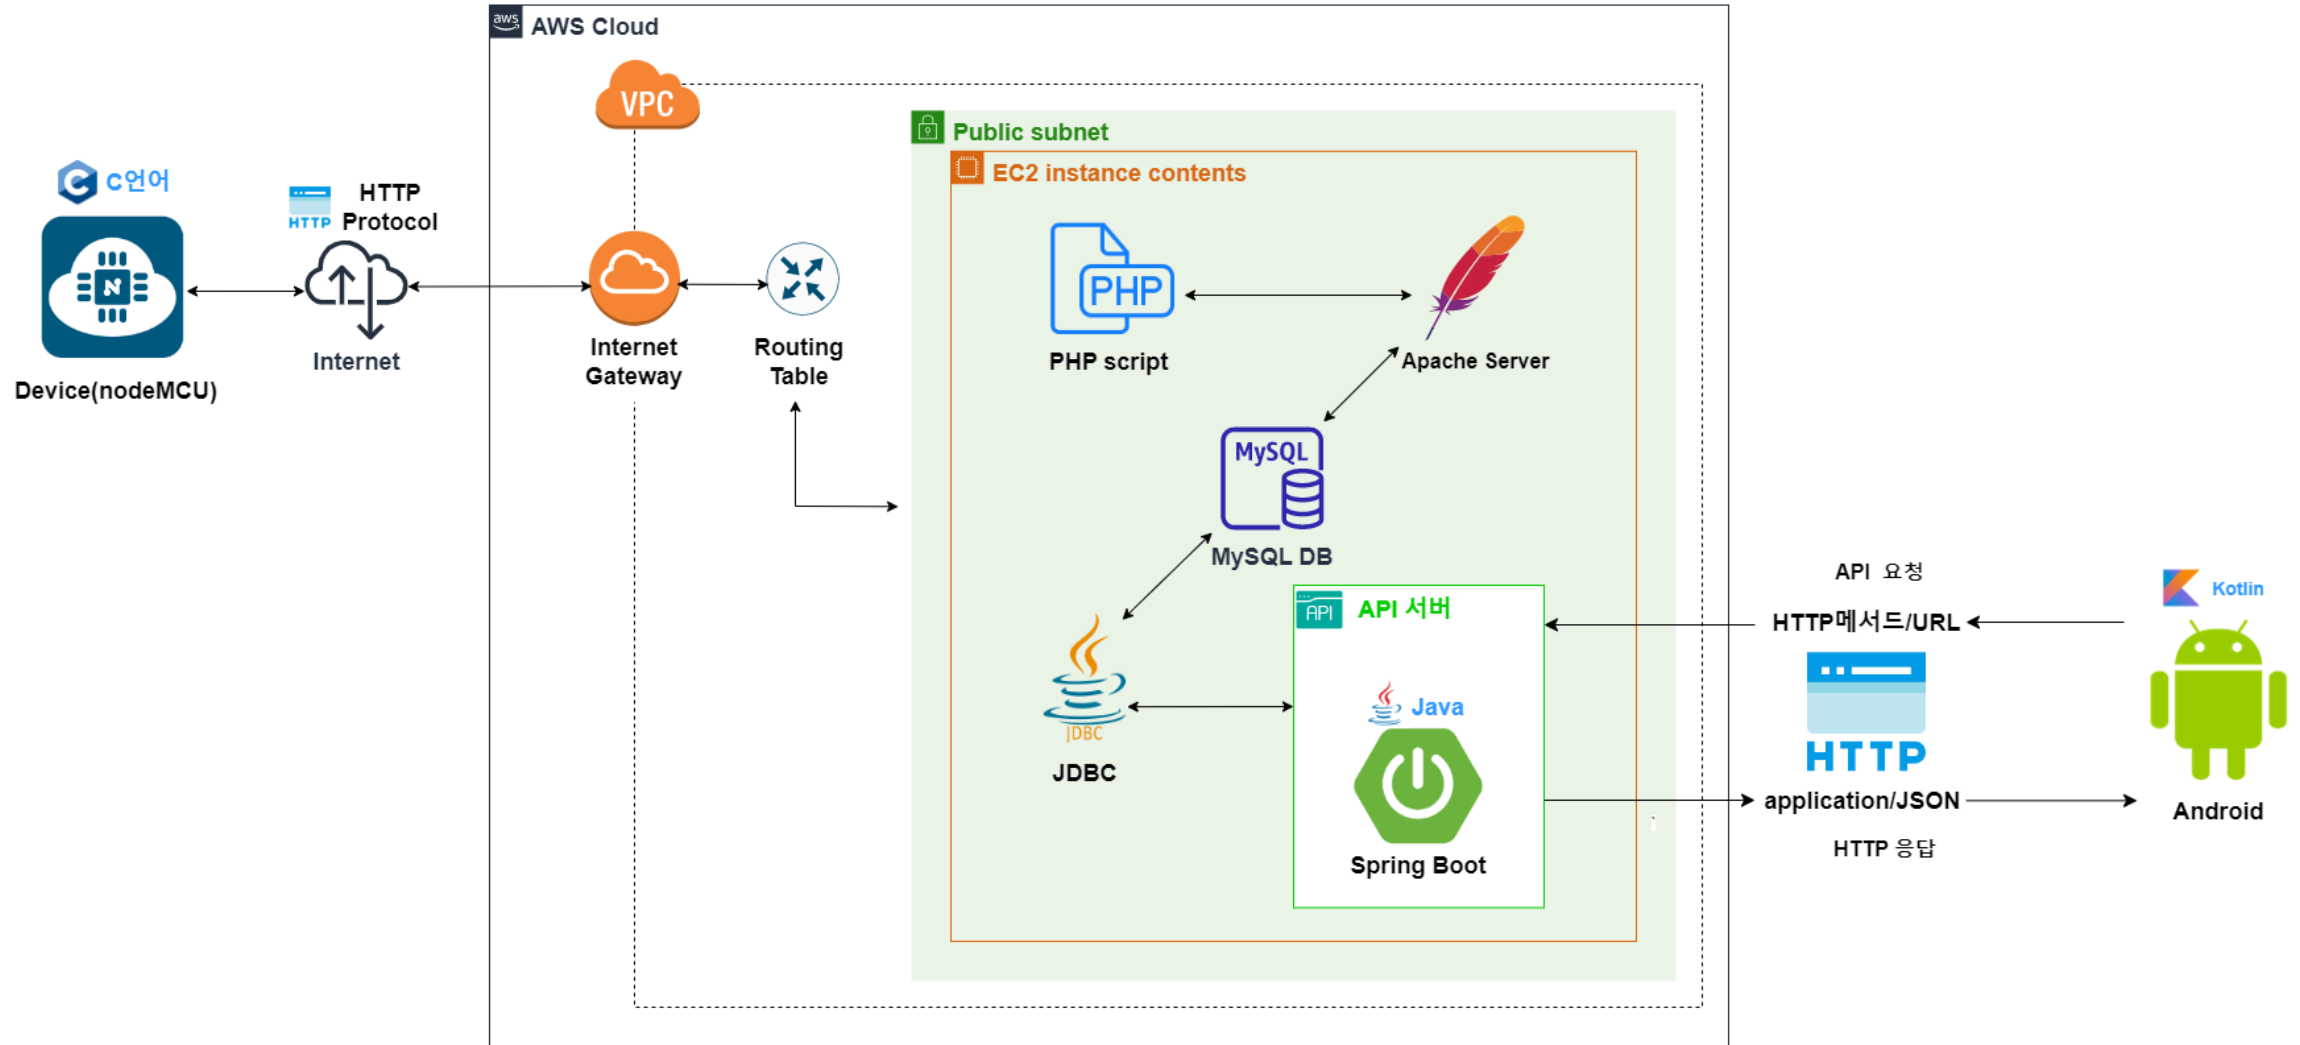 aws
AWS Cloud
VPC
Public subnet
EC2 instance contents
C언어
HTTP
HTTP
Protocol
Internet
Device(nodeMCU)
Internet
Gateway
Routing
Table
PHP
PHP script
Apache Server
MySQL
MySQL DB
JDBC
JDBC
API
API 서버
Java
Spring Boot
API 요청
HTTP메서드/URL
HTTP
application/JSON
HTTP 응답
Kotlin
Android